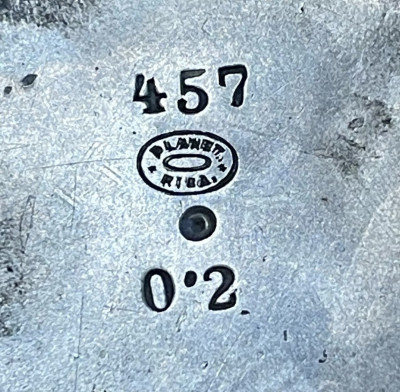 457
PLANET.
RIGA.
0·2